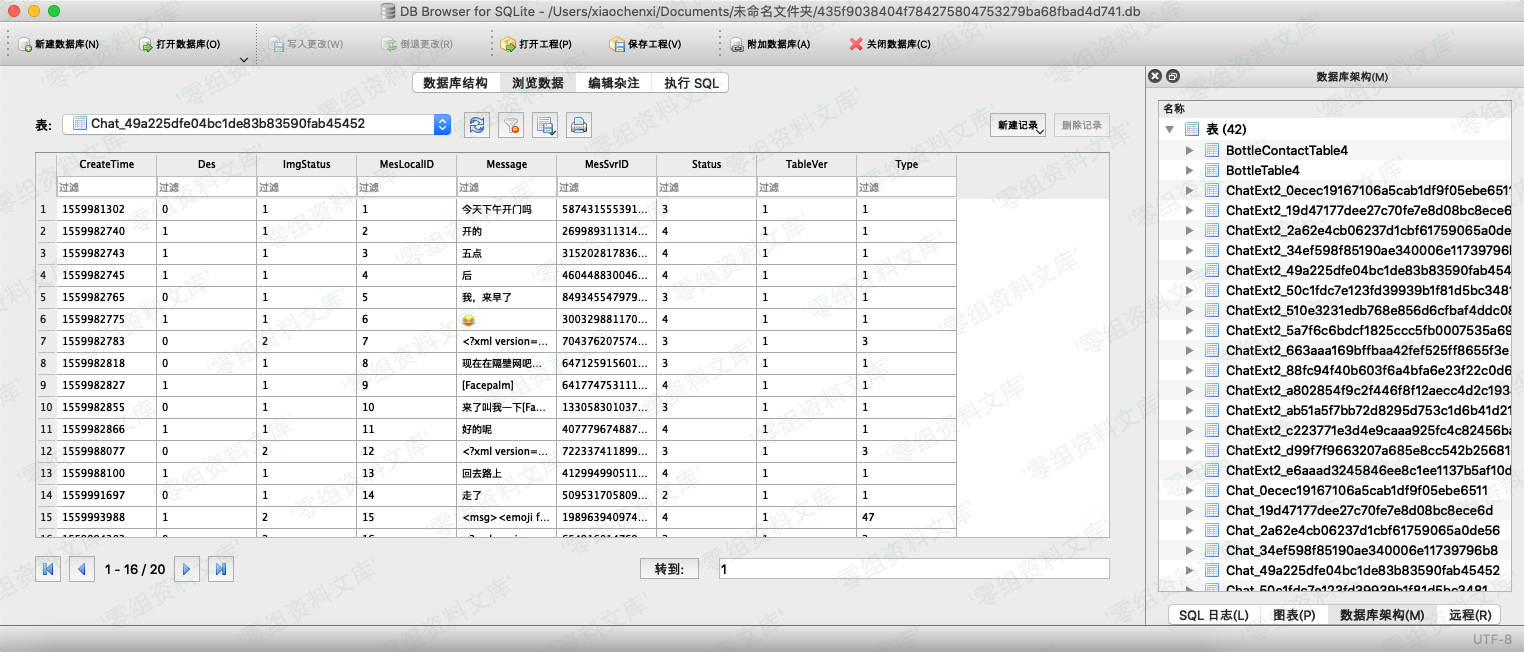 DB Browser for SQLite - /Users/xiaochenxi/Documents/未命名文件夹/435f9038404f784275804753279ba68fbad4d741.db
新建数据库(N) 打开数据库(O) 写入更改(W) 倒退更改(R) 打开工程(P) 保存工程(V) 附加数据库(A) 关闭数据库(C)
数据库结构 浏览数据 编辑杂注 执行 SQL
表: Chat_49a225dfe04bc1de83b83590fab45452 新建记录 删除记录
CreateTime Des ImgStatus MesLocalID Message MesSvrID Status TableVer Type
过滤 过滤 过滤 过滤 过滤 过滤 过滤 过滤 过滤
1 1559981302 0 1 1 今天下午开门吗 587431555391... 3 1 1
2 1559982740 1 1 2 开的 269989311314... 4 1 1
3 1559982743 1 1 3 五点 315202817836... 4 1 1
4 1559982745 1 1 4 后 460448830046... 4 1 1
5 1559982765 0 1 5 我，来早了 849345547979... 3 1 1
6 1559982775 1 1 6 😂 300329881170... 4 1 1
7 1559982783 0 2 7 <?xml version=... 704376207574... 3 1 3
8 1559982818 0 1 8 现在在隔壁网吧... 647125915601... 3 1 1
9 1559982827 1 1 9 [Facepalm] 641774753111... 4 1 1
10 1559982855 0 1 10 来了叫我一下[Fa... 133058301037... 3 1 1
11 1559982866 1 1 11 好的呢 407779674887... 4 1 1
12 1559988077 0 2 12 <?xml version=... 722337411899... 3 1 3
13 1559988100 1 1 13 回去路上 412994990511... 4 1 1
14 1559991697 0 1 14 走了 509531705809... 2 1 1
15 1559993988 1 2 15 <msg><emoji f... 198963940974... 4 1 47
1 - 16 / 20 转到: 1
数据库架构(M)
名称
表 (42)
BottleContactTable4
BottleTable4
ChatExt2_0ecec19167106a5cab1df9f05ebe6511
ChatExt2_19d47177dee27c70fe7e8d08bc8ece6
ChatExt2_2a62e4cb06237d1cbf61759065a0de
ChatExt2_34ef598f85190ae340006e11739796
ChatExt2_49a225dfe04bc1de83b83590fab454
ChatExt2_50c1fdc7e123fd39939b1f81d5bc3481
ChatExt2_510e3231edb768e856d6cfbaf4ddc08
ChatExt2_5a7f6c6bdcf1825ccc5fb0007535a69
ChatExt2_663aaa169bffbaa42fef525ff8655f3e
ChatExt2_88fc94f40b603f6a4bfa6e23f22c0d6
ChatExt2_a802854f9c2f446f8f12aecc4d2c193
ChatExt2_ab51a5f7bb72d8295d753c1d6b41d21
ChatExt2_c223771e3d4e9caaa925fc4c82456b
ChatExt2_d99f7f9663207a685e8cc542b25681
ChatExt2_e6aaad3245846ee8c1ee1137b5af10d
Chat_0ecec19167106a5cab1df9f05ebe6511
Chat_19d47177dee27c70fe7e8d08bc8ece6d
Chat_2a62e4cb06237d1cbf61759065a0de56
Chat_34ef598f85190ae340006e11739796b8
Chat_49a225dfe04bc1de83b83590fab45452
SQL 日志(L) 图表(P) 数据库架构(M) 远程(R)
UTF-8
'零组资料文库'